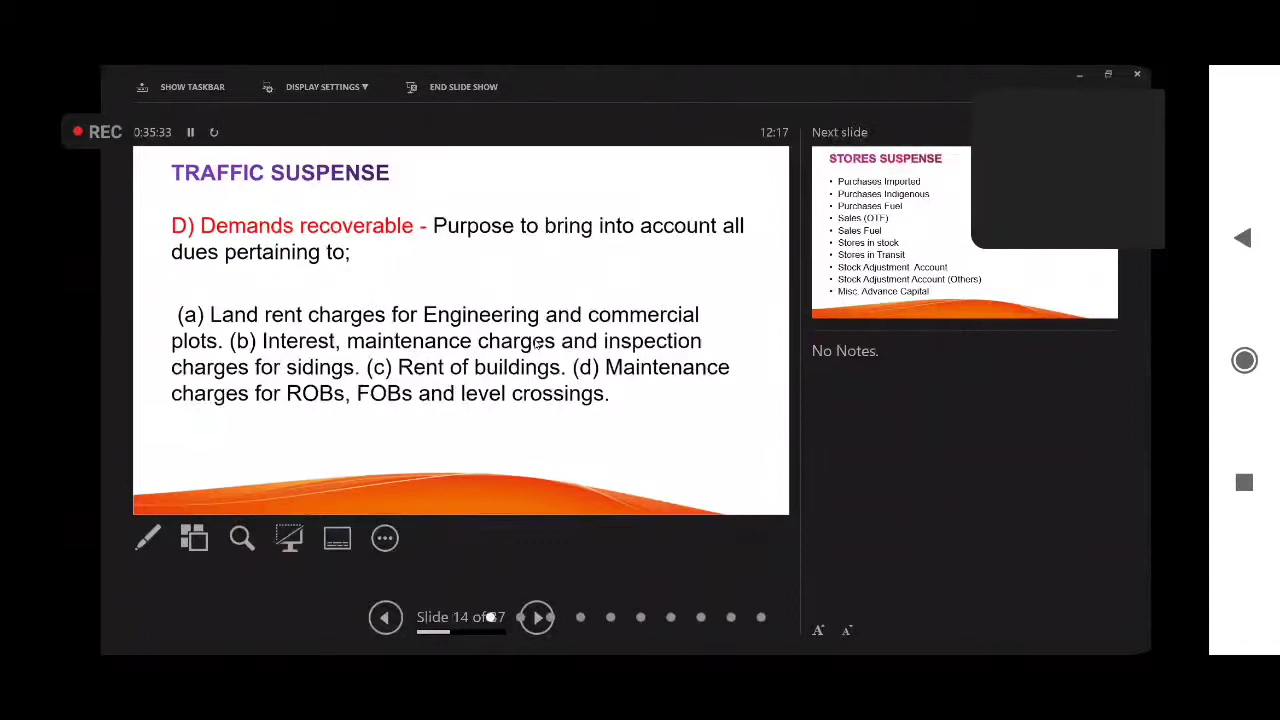 SHOW TASKBAR
DISPLAY SETTINGS ▼
END SLIDE SHOW
REC
0:35:33
12:17
Next slide
TRAFFIC SUSPENSE
D) Demands recoverable - Purpose to bring into account all
dues pertaining to;
(a) Land rent charges for Engineering and commercial
plots. (b) Interest, maintenance charges and inspection
charges for sidings. (c) Rent of buildings. (d) Maintenance
charges for ROBs, FOBs and level crossings.
STORES SUSPENSE
• Purchases Imported
• Purchases Indigenous
• Purchases Fuel
• Sales (OTE)
• Sales Fuel
• Stores in stock
• Stores in Transit
• Stock Adjustment Account
• Stock Adjustment Account (Others)
• Misc. Advance Capital
No Notes.
Slide 14 of 37
A A